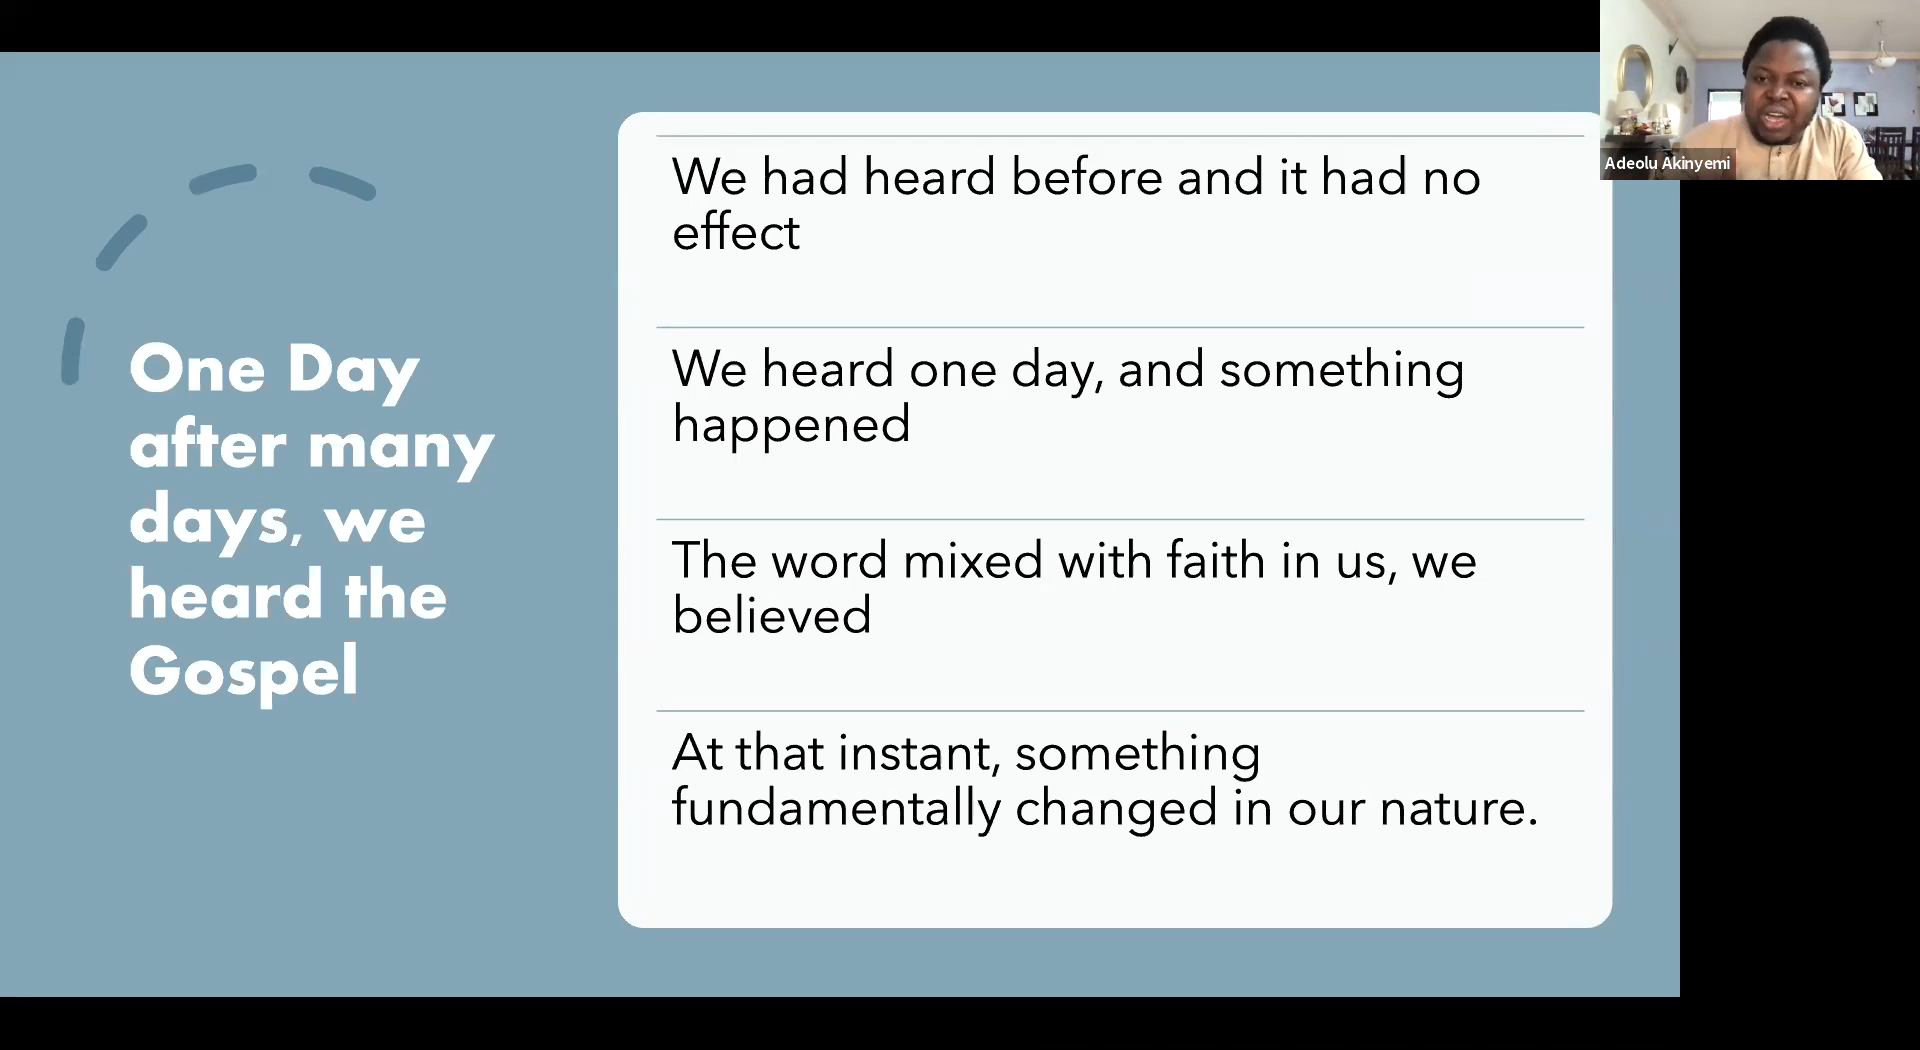 One Day
after many
days, we
heard the
Gospel
We had heard before and it had no
effect
We heard one day, and something
happened
The word mixed with faith in us, we
believed
At that instant, something
fundamentally changed in our nature.
Adeolu Akinyemi